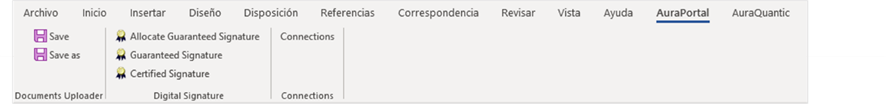 Archivo Inicio Insertar Diseño Disposición Referencias Correspondencia Revisar Vista Ayuda AuraPortal AuraQuantic
Save Allocate Guaranteed Signature Connections
Save as Guaranteed Signature
Certified Signature
Documents Uploader Digital Signature Connections